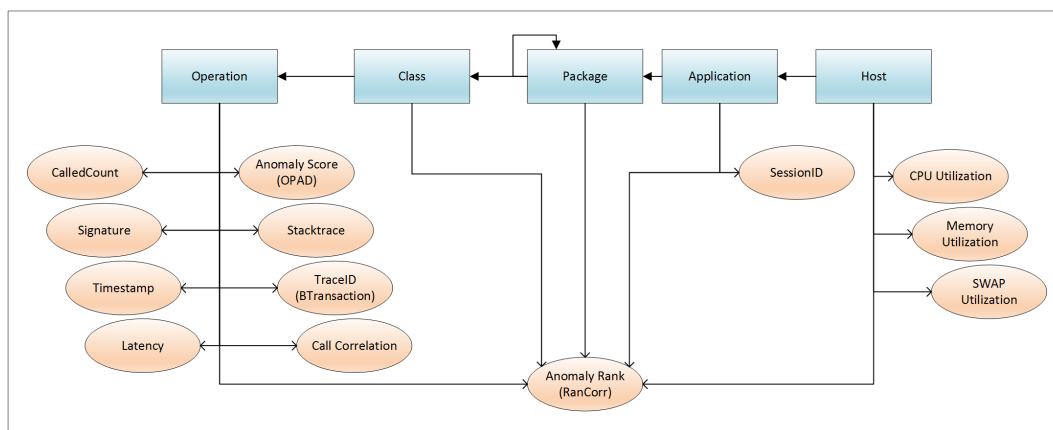 Operation
Class
Package
Application
Host
CalledCount
Anomaly Score
(OPAD)
SessionID
CPU Utilization
Signature
Stacktrace
Memory
Utilization
Timestamp
TraceID
(BTransaction)
SWAP
Utilization
Latency
Call Correlation
Anomaly Rank
(RanCorr)